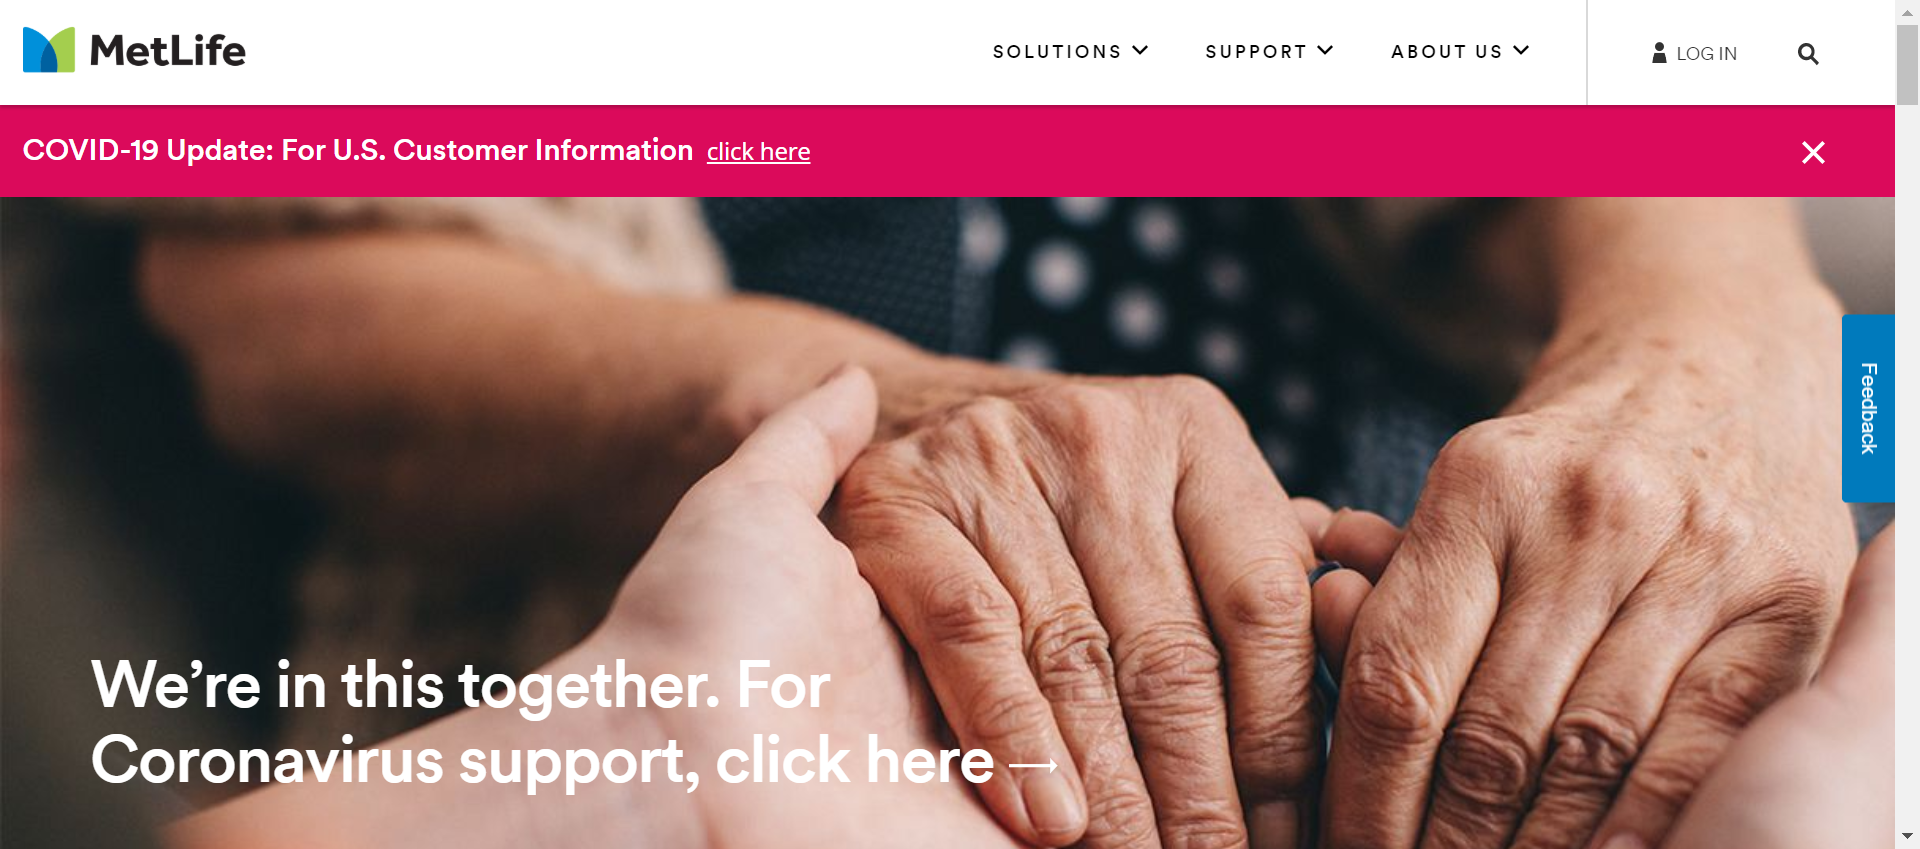 MetLife
SOLUTIONS SUPPORT ABOUT US LOG IN
COVID-19 Update: For U.S. Customer Information click here
Feedback
We’re in this together. For
Coronavirus support, click here